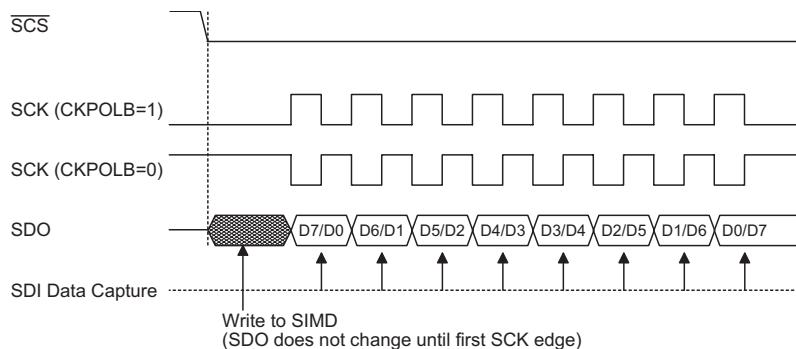 SCS
SCK (CKPOLB=1)
SCK (CKPOLB=0)
SDO D7/D0 D6/D1 D5/D2 D4/D3 D3/D4 D2/D5 D1/D6 D0/D7
SDI Data Capture
Write to SIMD
(SDO does not change until first SCK edge)